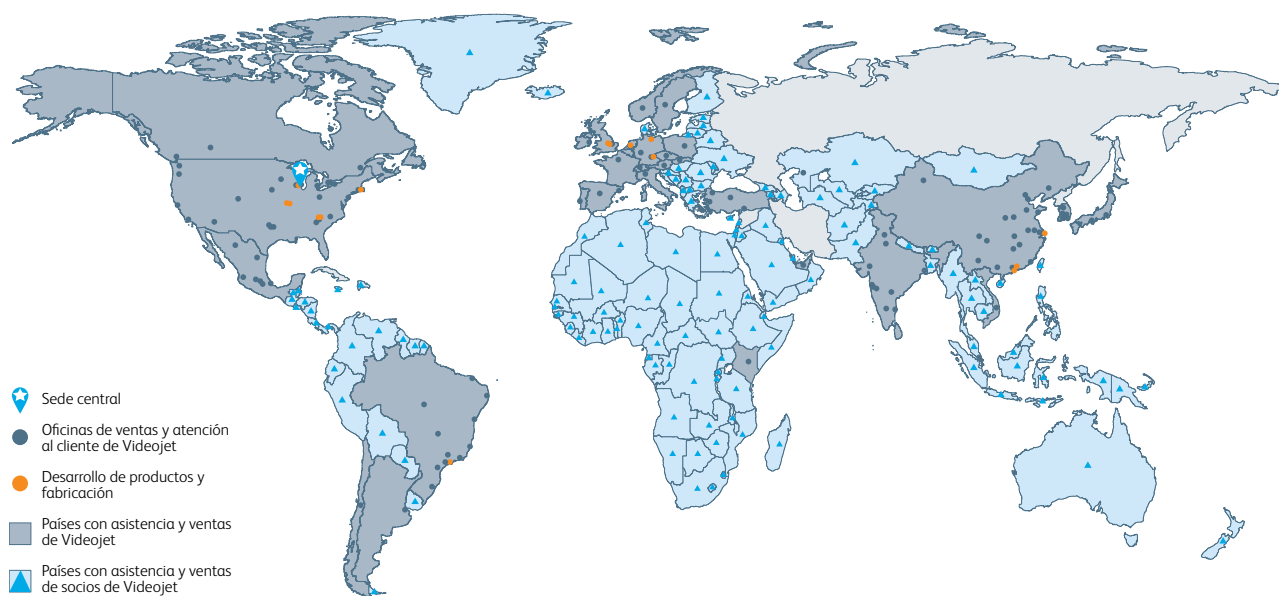 Sede central
Oficinas de ventas y atención
al cliente de Videojet
Desarrollo de productos y
fabricación
Países con asistencia y ventas
de Videojet
Países con asistencia y ventas
de socios de Videojet